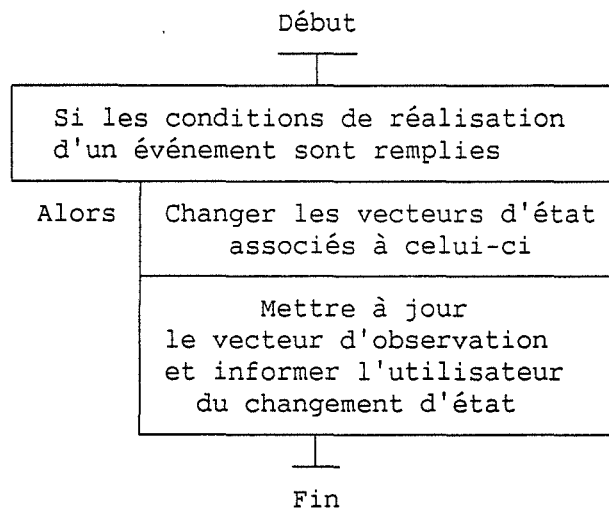 Début
Si les conditions de réalisation
d'un événement sont remplies
Alors
Changer les vecteurs d'état
associés à celui-ci
Mettre à jour
le vecteur d'observation
et informer l'utilisateur
du changement d'état
Fin